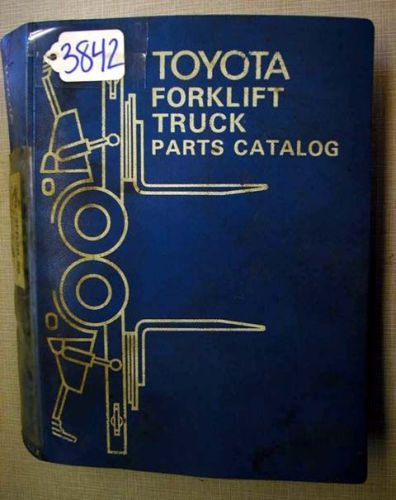 3842
TOYOTA
FORKLIFT
TRUCK
PARTS CATALOG